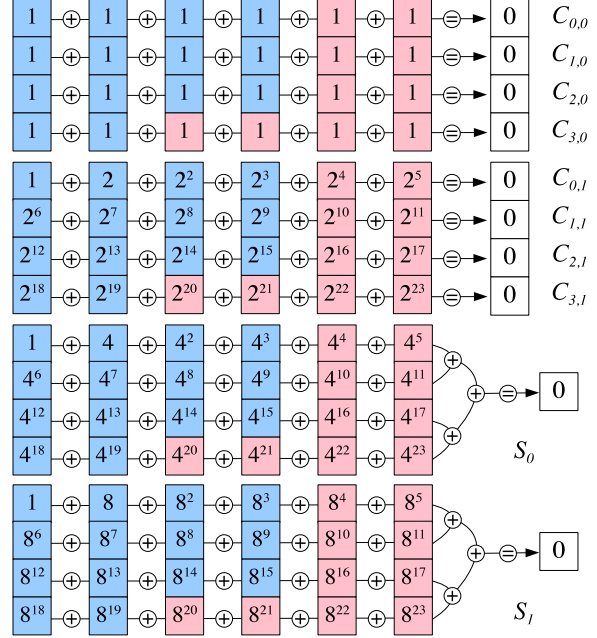 1 ⊕ 1 ⊕ 1 ⊕ 1 ⊕ 1 ⊕ 1 ⊜ 0 C₀,₀
1 ⊕ 1 ⊕ 1 ⊕ 1 ⊕ 1 ⊕ 1 ⊜ 0 C₁,₀
1 ⊕ 1 ⊕ 1 ⊕ 1 ⊕ 1 ⊕ 1 ⊜ 0 C₂,₀
1 ⊕ 1 ⊕ 1 ⊕ 1 ⊕ 1 ⊕ 1 ⊜ 0 C₃,₀
1 ⊕ 2 ⊕ 2² ⊕ 2³ ⊕ 2⁴ ⊕ 2⁵ ⊜ 0 C₀,₁
2⁶ ⊕ 2⁷ ⊕ 2⁸ ⊕ 2⁹ ⊕ 2¹⁰ ⊕ 2¹¹ ⊜ 0 C₁,₁
2¹² ⊕ 2¹³ ⊕ 2¹⁴ ⊕ 2¹⁵ ⊕ 2¹⁶ ⊕ 2¹⁷ ⊜ 0 C₂,₁
2¹⁸ ⊕ 2¹⁹ ⊕ 2²⁰ ⊕ 2²¹ ⊕ 2²² ⊕ 2²³ ⊜ 0 C₃,₁
1 ⊕ 4 ⊕ 4² ⊕ 4³ ⊕ 4⁴ ⊕ 4⁵ ⊕
4⁶ ⊕ 4⁷ ⊕ 4⁸ ⊕ 4⁹ ⊕ 4¹⁰ ⊕ 4¹¹ ⊕ ⊜ 0
4¹² ⊕ 4¹³ ⊕ 4¹⁴ ⊕ 4¹⁵ ⊕ 4¹⁶ ⊕ 4¹⁷ ⊕
4¹⁸ ⊕ 4¹⁹ ⊕ 4²⁰ ⊕ 4²¹ ⊕ 4²² ⊕ 4²³ S₀
1 ⊕ 8 ⊕ 8² ⊕ 8³ ⊕ 8⁴ ⊕ 8⁵ ⊕
8⁶ ⊕ 8⁷ ⊕ 8⁸ ⊕ 8⁹ ⊕ 8¹⁰ ⊕ 8¹¹ ⊕ ⊜ 0
8¹² ⊕ 8¹³ ⊕ 8¹⁴ ⊕ 8¹⁵ ⊕ 8¹⁶ ⊕ 8¹⁷ ⊕
8¹⁸ ⊕ 8¹⁹ ⊕ 8²⁰ ⊕ 8²¹ ⊕ 8²² ⊕ 8²³ S₁